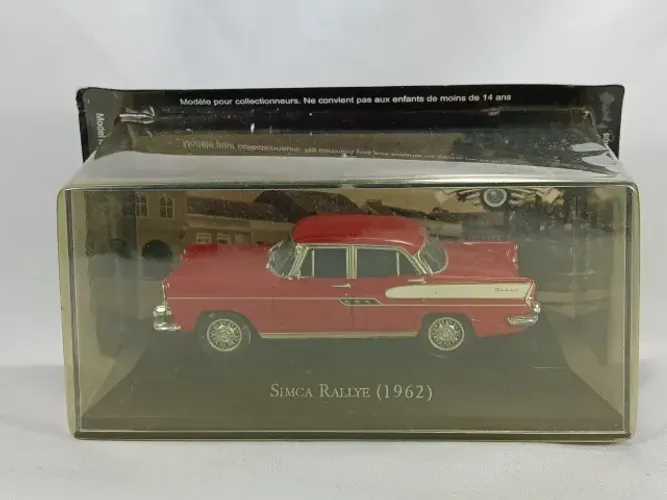 Modèle pour collectionneurs. Ne convient pas aux enfants de moins de 14 ans
SIMCA RALLYE (1962)